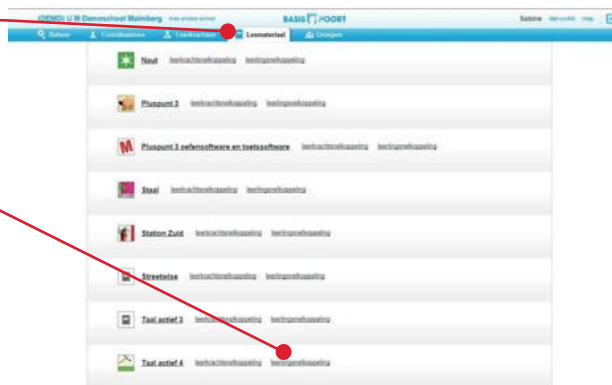 (DEMO) U M Demoschool Malmberg
BASIS POORT
Sabine
Beheer Leerkrachten Lesmateriaal Groepen
Naut leerkrachtenkoppeling leerlingenkoppeling
Pluspunt 3 leerkrachtenkoppeling leerlingenkoppeling
Pluspunt 3 oefensoftware en toetssoftware leerkrachtenkoppeling leerlingenkoppeling
Staal leerkrachtenkoppeling leerlingenkoppeling
Station Zuid leerkrachtenkoppeling leerlingenkoppeling
Streetwise leerkrachtenkoppeling leerlingenkoppeling
Taal actief 3 leerkrachtenkoppeling leerlingenkoppeling
Taal actief 4 leerkrachtenkoppeling leerlingenkoppeling